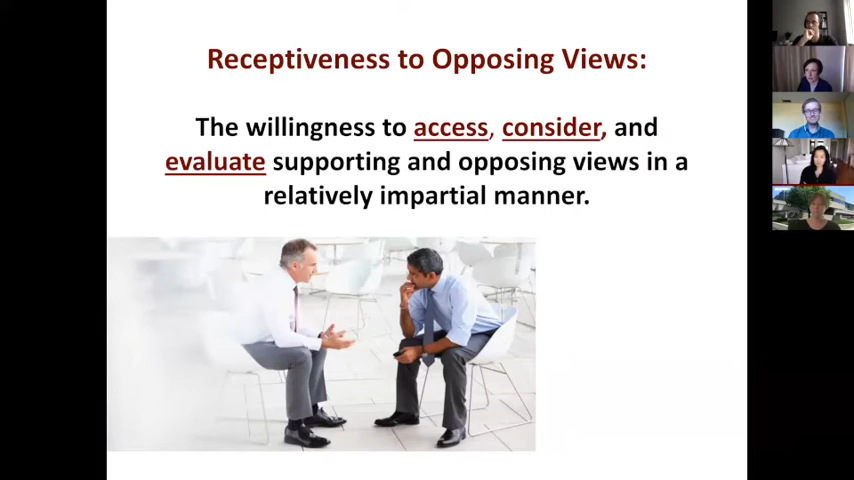 Receptiveness to Opposing Views:
The willingness to access, consider, and
evaluate supporting and opposing views in a
relatively impartial manner.